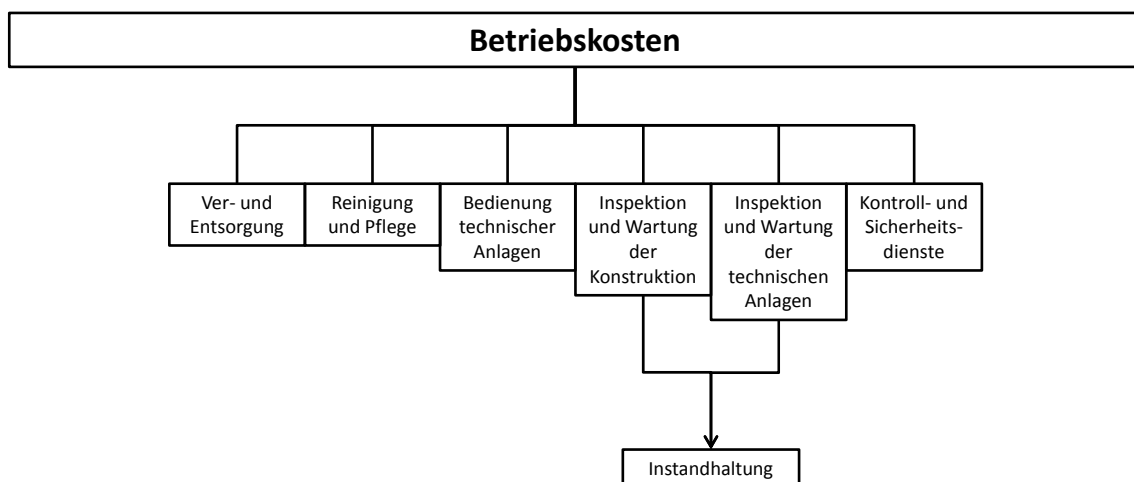 Betriebskosten
Ver- und
Entsorgung
Reinigung
und Pflege
Bedienung
technischer
Anlagen
Inspektion
und Wartung
der
Konstruktion
Inspektion
und Wartung
der
technischen
Anlagen
Kontroll- und
Sicherheits-
dienste
Instandhaltung